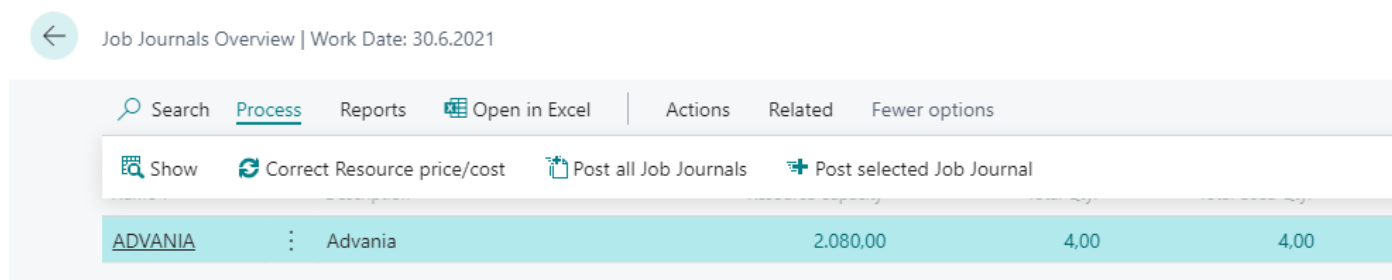 Job Journals Overview | Work Date: 30.6.2021
Search Process Reports Open in Excel Actions Related Fewer options
Show Correct Resource price/cost Post all Job Journals Post selected Job Journal
ADVANIA Advania 2.080,00 4,00 4,00